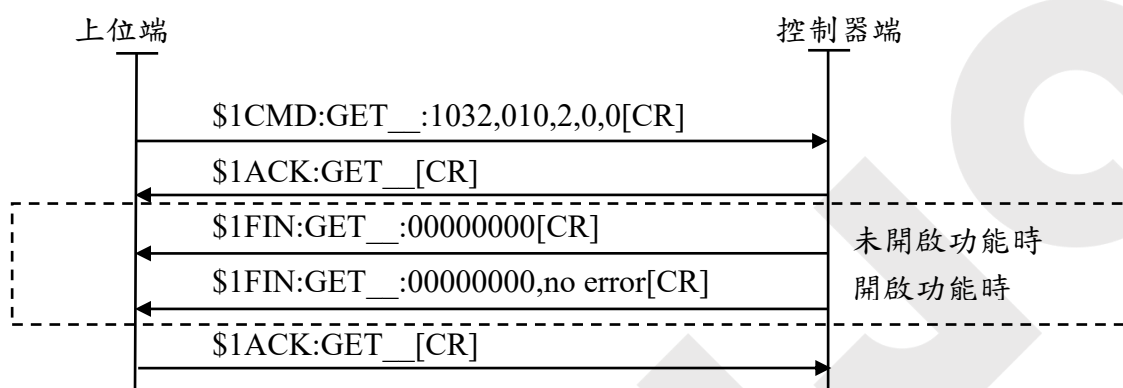 上位端 控制器端
$1CMD:GET__:1032,010,2,0,0[CR]
$1ACK:GET__[CR]
$1FIN:GET__:00000000[CR]
未開啟功能時
$1FIN:GET__:00000000,no error[CR]
開啟功能時
$1ACK:GET__[CR]